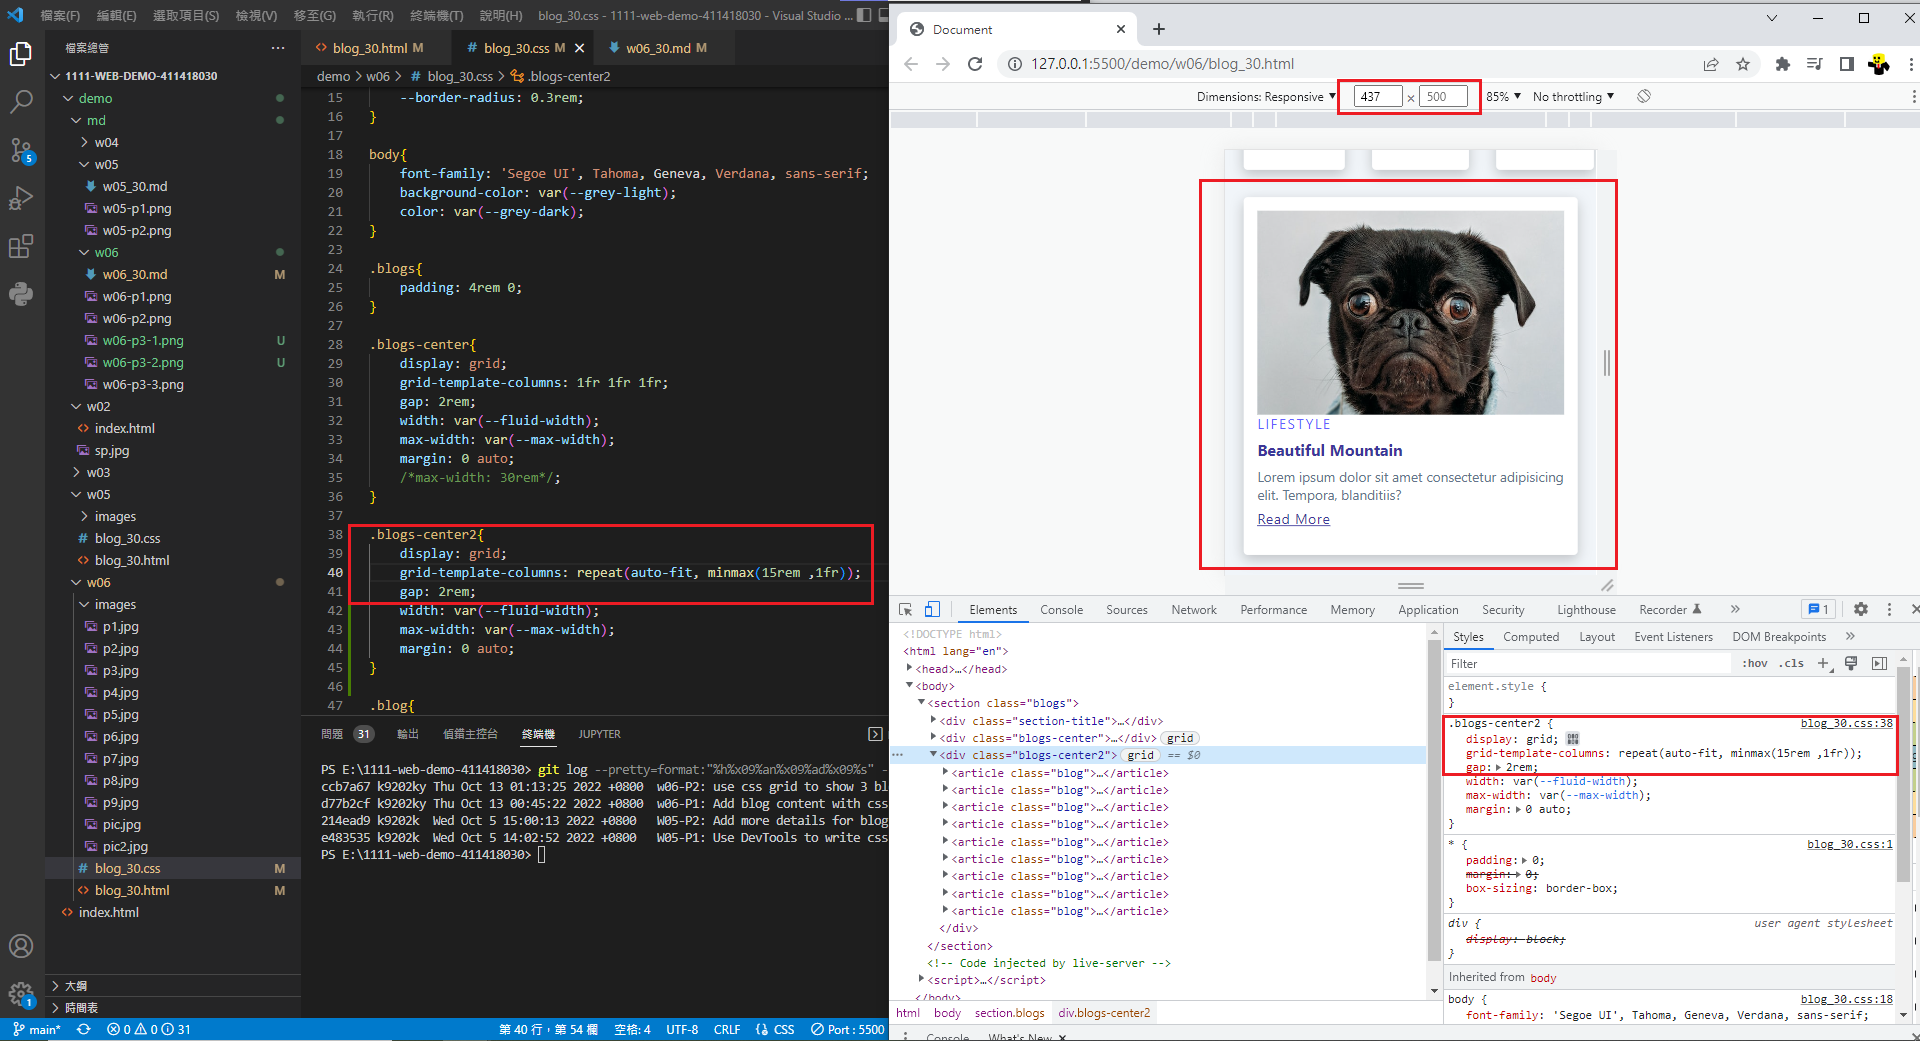 檔案(F) 編輯(E) 選取項目(S) 檢視(V) 移至(G) 執行(R) 終端機(T) 說明(H) blog_30.css - 1111-web-demo-411418030 - Visual Studio ...
檔案總管 ...
1111-WEB-DEMO-411418030
demo
md
w04
w05
w05_30.md
w05-p1.png
w05-p2.png
w06
w06_30.md M
w06-p1.png
w06-p2.png
w06-p3-1.png U
w06-p3-2.png U
w06-p3-3.png
w02
index.html
sp.jpg
w03
w05
images
blog_30.css
blog_30.html
w06
images
p1.jpg
p2.jpg
p3.jpg
p4.jpg
p5.jpg
p6.jpg
p7.jpg
p8.jpg
p9.jpg
pic.jpg
pic2.jpg
blog_30.css M
blog_30.html M
index.html
大綱
時間表
5
1
blog_30.html M
# blog_30.css M
w06_30.md M
demo > w06 > # blog_30.css > .blogs-center2
15 --border-radius: 0.3rem;
16 }
17
18 body{
19 font-family: 'Segoe UI', Tahoma, Geneva, Verdana, sans-serif;
20 background-color: var(--grey-light);
21 color: var(--grey-dark);
22 }
23
24 .blogs{
25 padding: 4rem 0;
26 }
27
28 .blogs-center{
29 display: grid;
30 grid-template-columns: 1fr 1fr 1fr;
31 gap: 2rem;
32 width: var(--fluid-width);
33 max-width: var(--max-width);
34 margin: 0 auto;
35 /*max-width: 30rem*/;
36 }
37
38 .blogs-center2{
39 display: grid;
40 grid-template-columns: repeat(auto-fit, minmax(15rem ,1fr));
41 gap: 2rem;
42 width: var(--fluid-width);
43 max-width: var(--max-width);
44 margin: 0 auto;
45 }
46
47 .blog{
問題 31 輸出 偵錯主控台 終端機 JUPYTER
PS E:\1111-web-demo-411418030> git log --pretty=format:"%h%x09%an%x09%ad%x09%s" -
ccb7a67 k9202ky Thu Oct 13 01:13:25 2022 +0800 w06-P2: use css grid to show 3 bl
d77b2cf k9202ky Thu Oct 13 00:45:22 2022 +0800 w06-P1: Add blog content with css
214ead9 k9202k Wed Oct 5 15:00:13 2022 +0800 W05-P2: Add more details for blog
e483535 k9202k Wed Oct 5 14:02:52 2022 +0800 W05-P1: Use DevTools to write css
PS E:\1111-web-demo-411418030>
main* 0 0 31 第 40 行，第 54 欄 空格: 4 UTF-8 CRLF CSS Port : 5500
Document
127.0.0.1:5500/demo/w06/blog_30.html
Dimensions: Responsive 437 × 500 85% No throttling
LIFESTYLE
Beautiful Mountain
Lorem ipsum dolor sit amet consectetur adipisicing
elit. Tempora, blanditiis?
Read More
Elements Console Sources Network Performance Memory Application Security Lighthouse Recorder » 1
<!DOCTYPE html>
<html lang="en">
<head>…</head>
<body>
<section class="blogs">
<div class="section-title">…</div>
<div class="blogs-center">…</div> grid
<div class="blogs-center2"> grid == $0
<article class="blog">…</article>
<article class="blog">…</article>
<article class="blog">…</article>
<article class="blog">…</article>
<article class="blog">…</article>
<article class="blog">…</article>
<article class="blog">…</article>
<article class="blog">…</article>
<article class="blog">…</article>
</div>
</section>
<!-- Code injected by live-server -->
<script>…</script>
</body>
html body section.blogs div.blogs-center2
Styles Computed Layout Event Listeners DOM Breakpoints »
Filter :hov .cls +
element.style {
}
.blogs-center2 { blog_30.css:38
display: grid;
grid-template-columns: repeat(auto-fit, minmax(15rem ,1fr));
gap: 2rem;
width: var(--fluid-width);
max-width: var(--max-width);
margin: 0 auto;
}
* { blog_30.css:1
padding: 0;
margin: 0;
box-sizing: border-box;
}
div { user agent stylesheet
display: block;
}
Inherited from body
body { blog_30.css:18
font-family: 'Segoe UI', Tahoma, Geneva, Verdana, sans-serif;
Console What's New